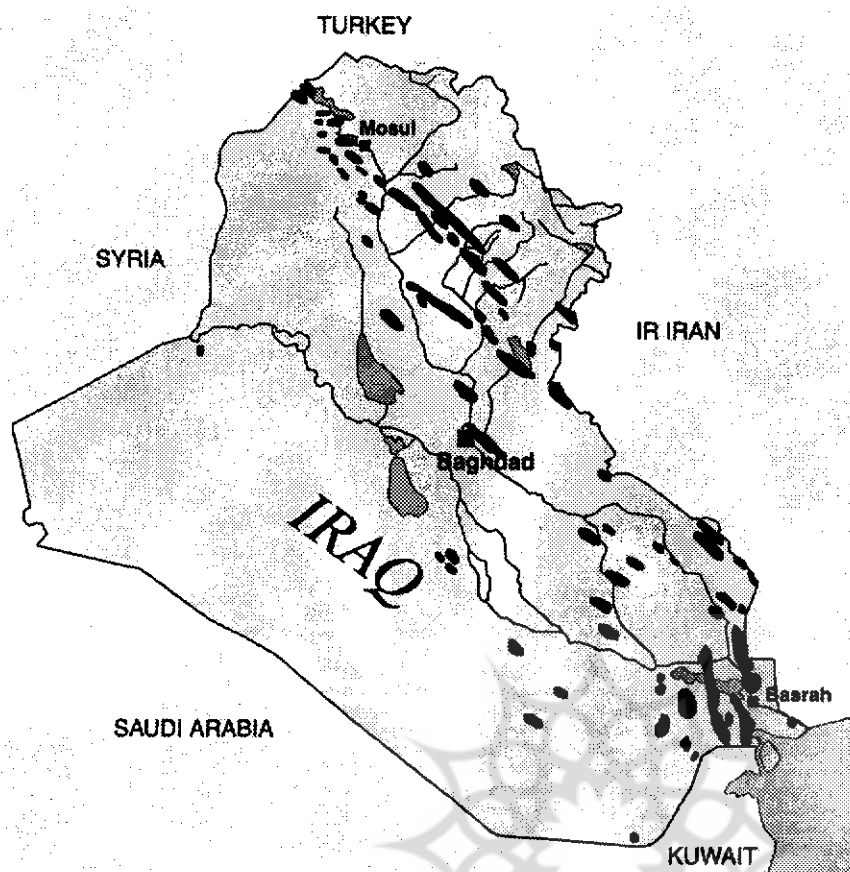 TURKEY
Mosul
SYRIA
IR IRAN
Baghdad
IRAQ
Basrah
SAUDI ARABIA
KUWAIT